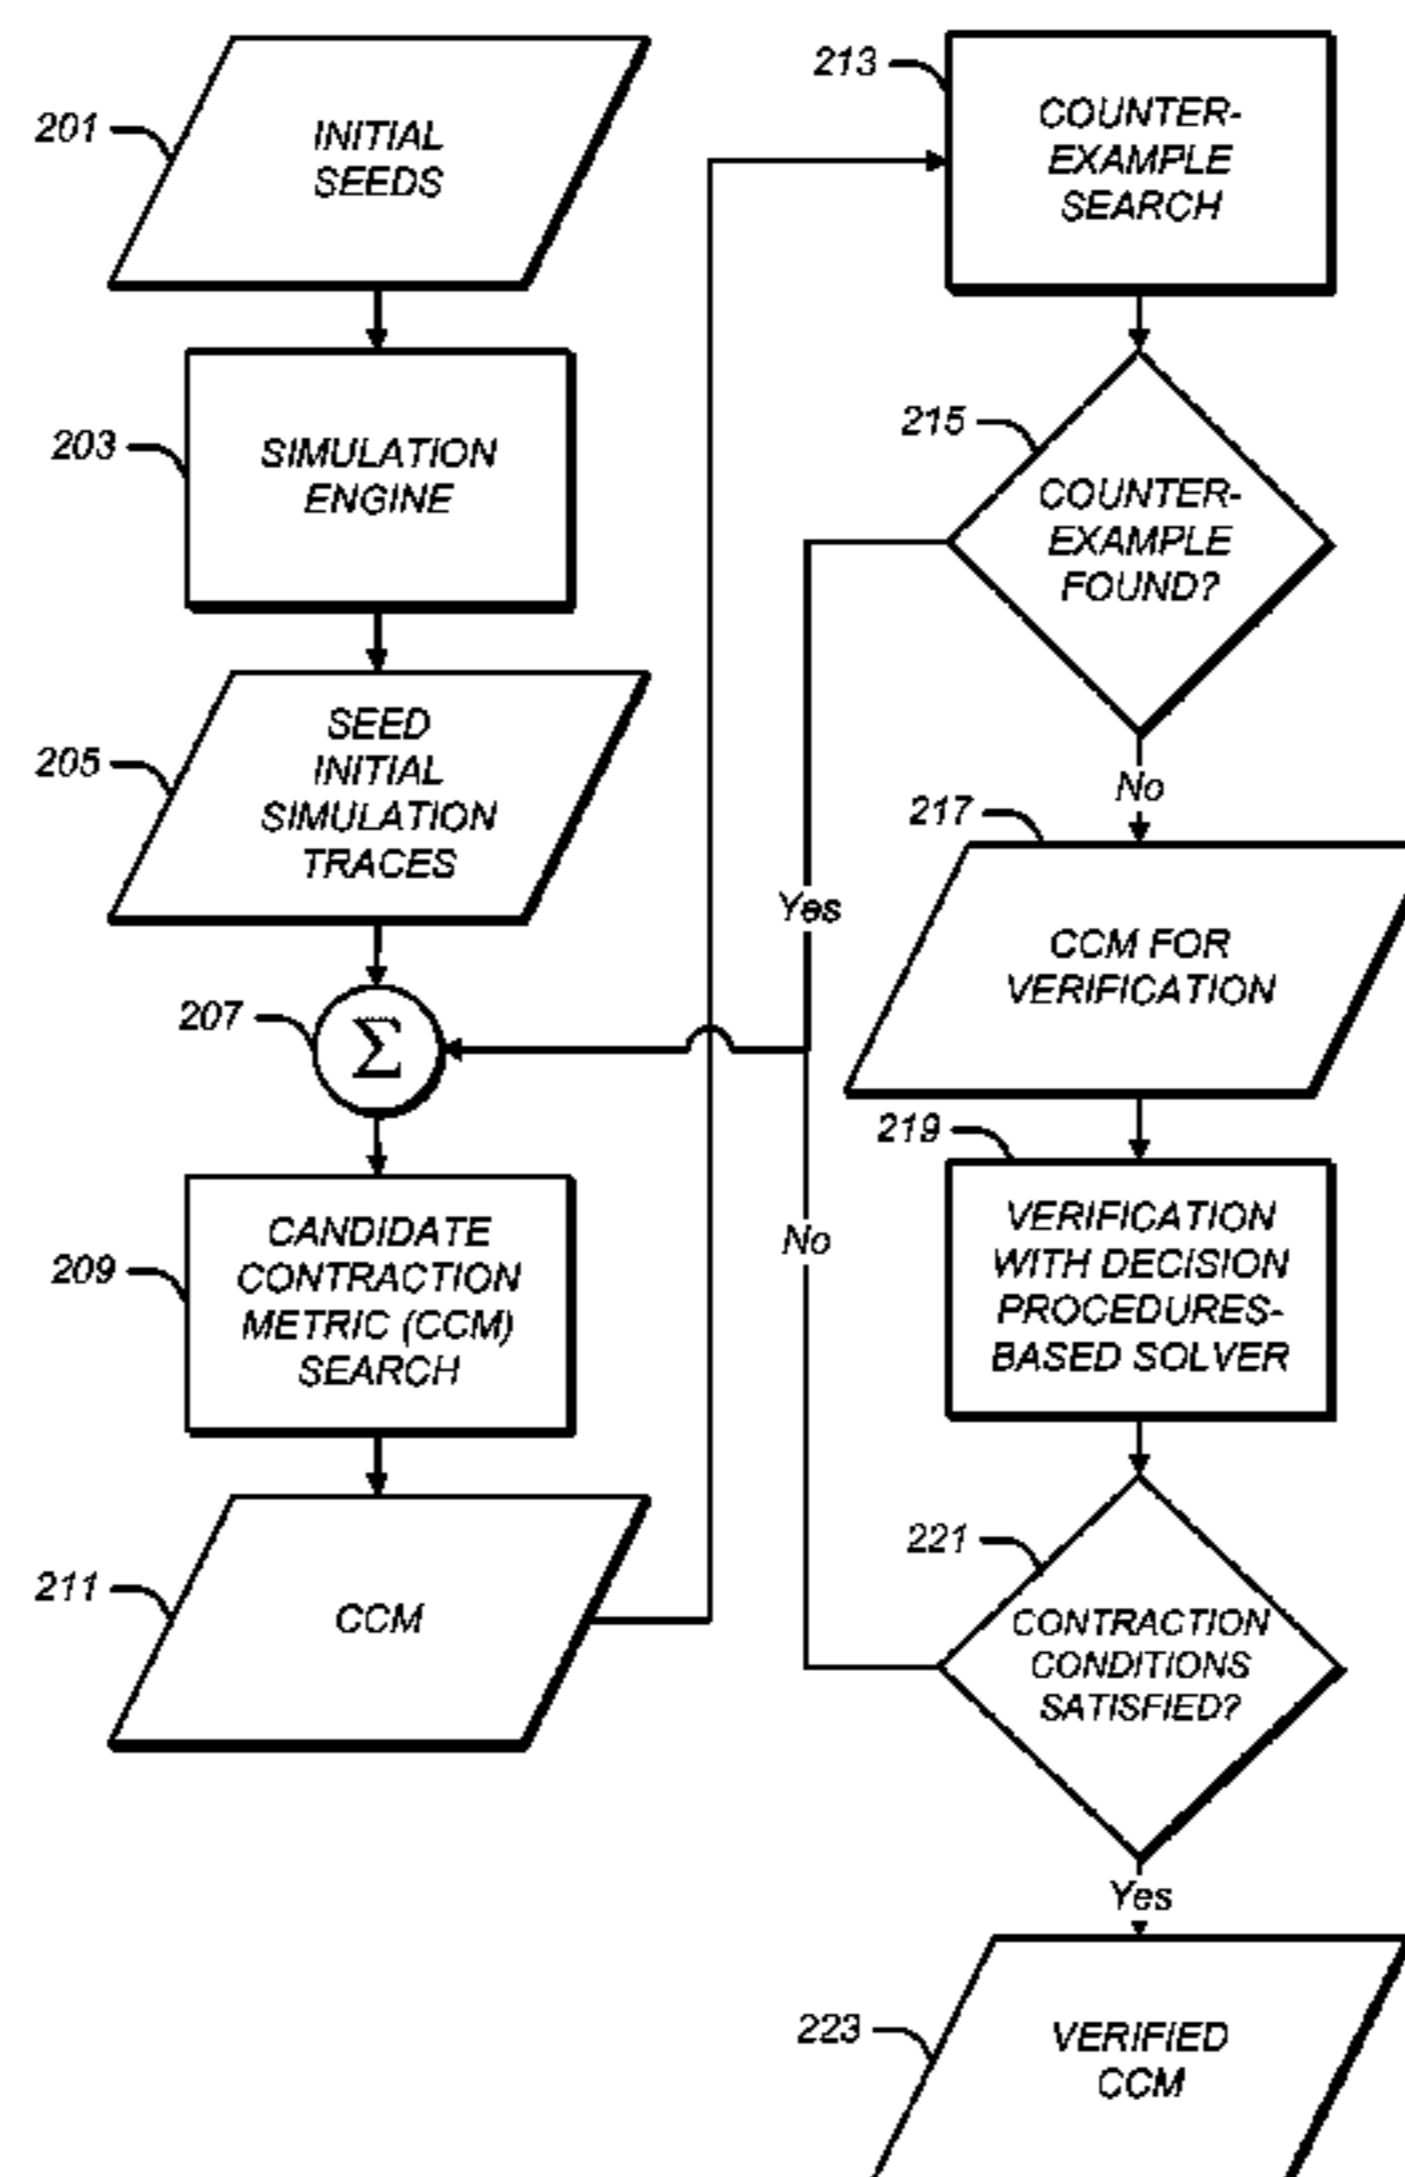 201
INITIAL
SEEDS
203
SIMULATION
ENGINE
205
SEED
INITIAL
SIMULATION
TRACES
207
Σ
209
CANDIDATE
CONTRACTION
METRIC (CCM)
SEARCH
211
CCM
213
COUNTER-
EXAMPLE
SEARCH
215
COUNTER-
EXAMPLE
FOUND?
Yes
No
217
CCM FOR
VERIFICATION
219
VERIFICATION
WITH DECISION
PROCEDURES-
BASED SOLVER
No
221
CONTRACTION
CONDITIONS
SATISFIED?
Yes
223
VERIFIED
CCM